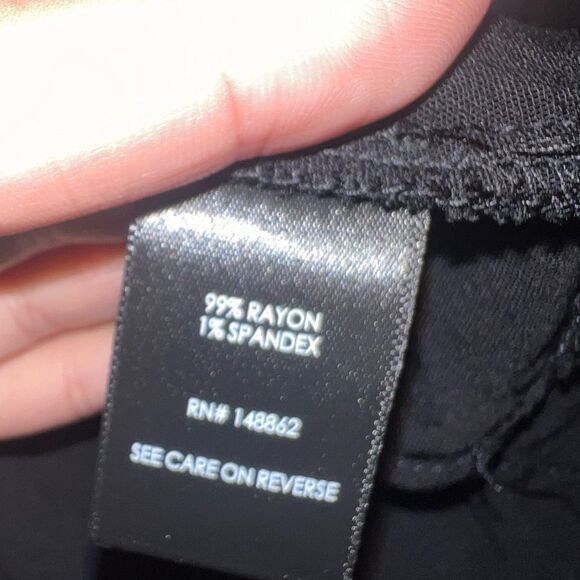 99% RAYON
1% SPANDEX
RN# 148862
SEE CARE ON REVERSE